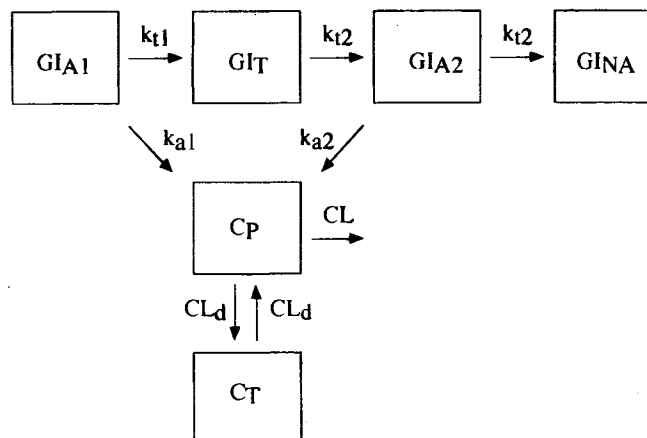 kt1 kt2 kt2
GIA1 GIT GIA2 GINA
ka1 ka2
CP CL
CLd CLd
CT